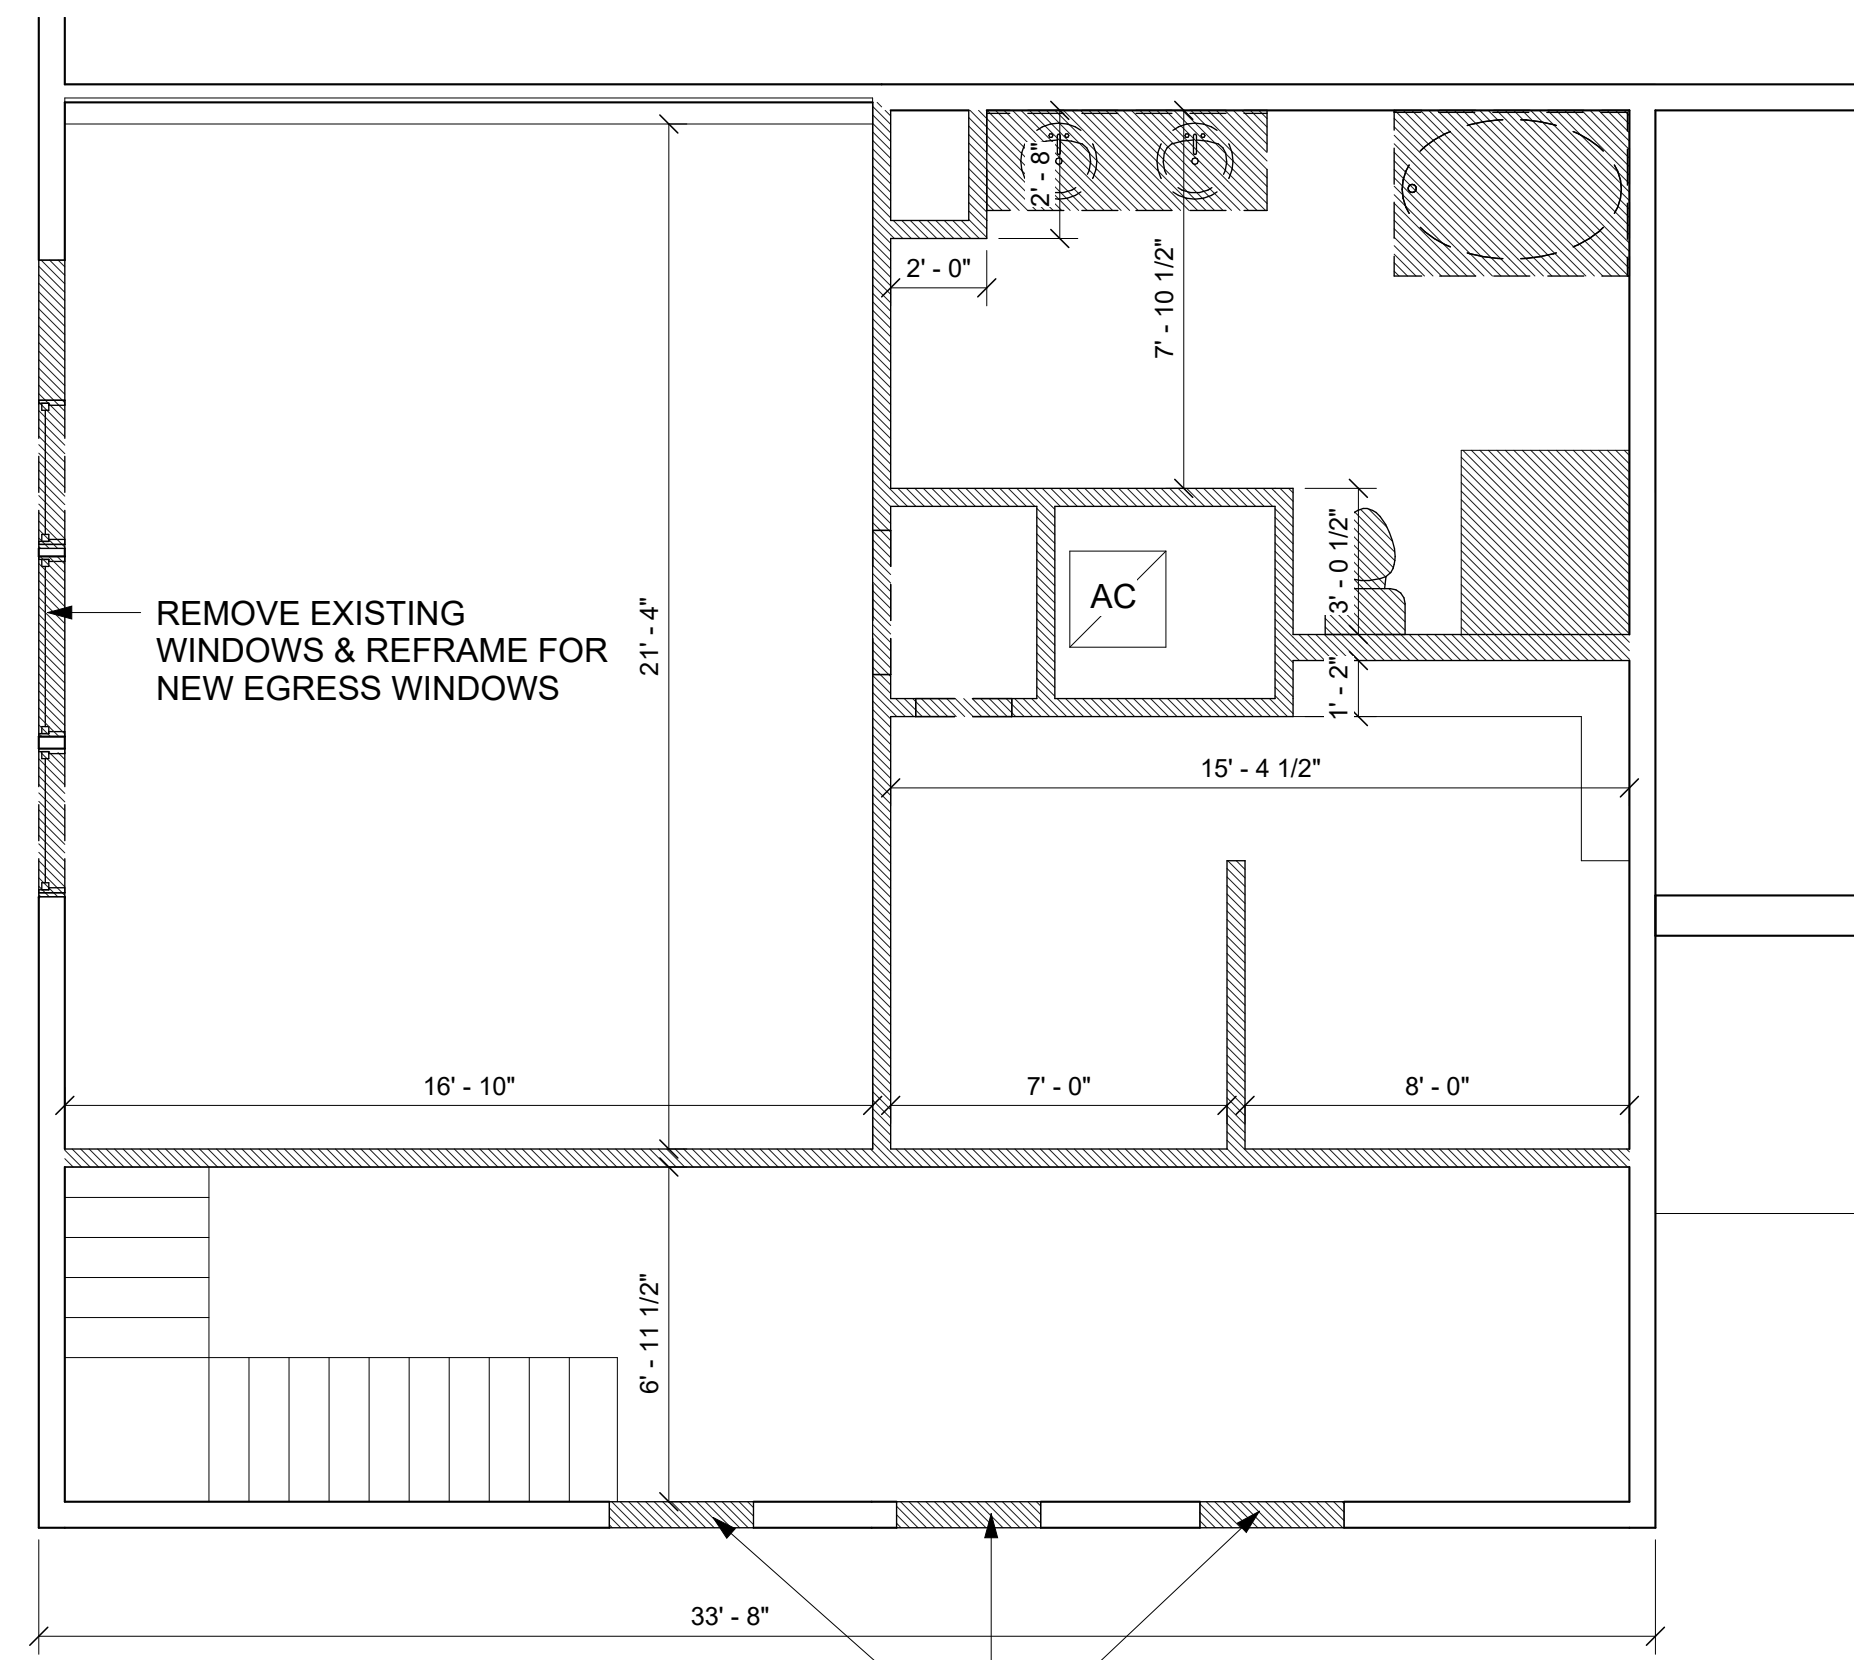 2' - 8"
2' - 0"
7' - 10 1/2"
3' - 0 1/2"
AC
REMOVE EXISTING
WINDOWS & REFRAME FOR
NEW EGRESS WINDOWS
21' - 4"
1' - 2"
15' - 4 1/2"
16' - 10"
7' - 0"
8' - 0"
6' - 11 1/2"
33' - 8"